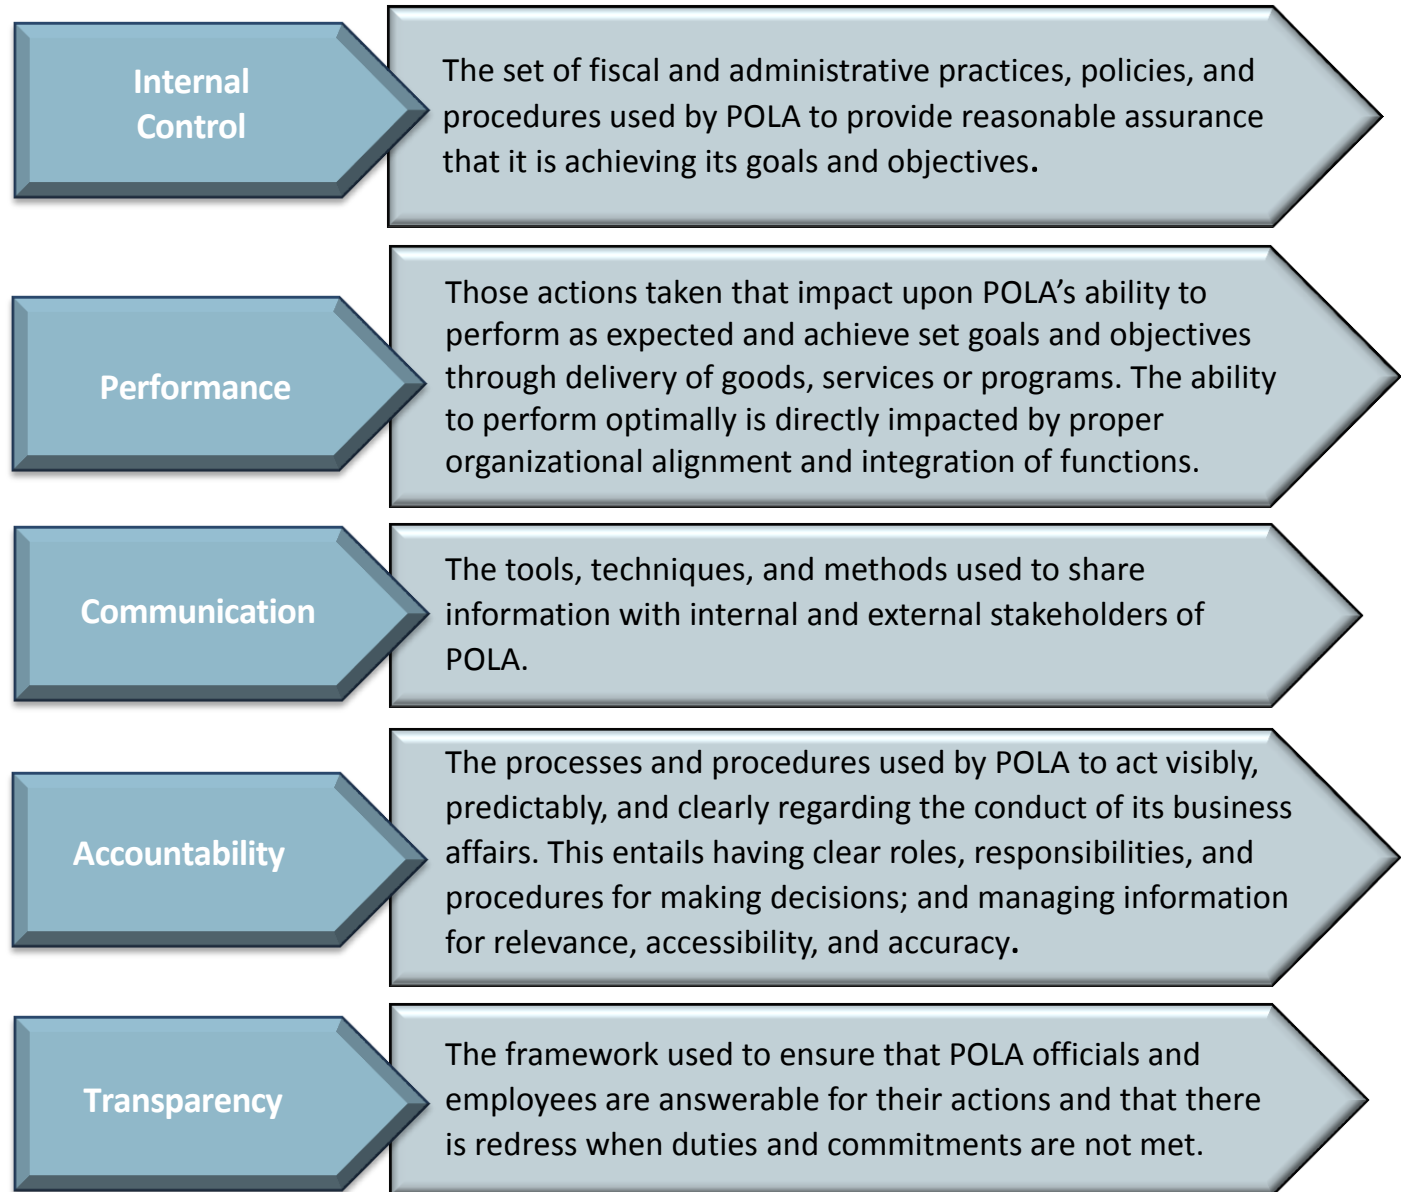 Internal
Control
The set of fiscal and administrative practices, policies, and
procedures used by POLA to provide reasonable assurance
that it is achieving its goals and objectives.
Performance
Those actions taken that impact upon POLA’s ability to
perform as expected and achieve set goals and objectives
through delivery of goods, services or programs. The ability
to perform optimally is directly impacted by proper
organizational alignment and integration of functions.
Communication
The tools, techniques, and methods used to share
information with internal and external stakeholders of
POLA.
Accountability
The processes and procedures used by POLA to act visibly,
predictably, and clearly regarding the conduct of its business
affairs. This entails having clear roles, responsibilities, and
procedures for making decisions; and managing information
for relevance, accessibility, and accuracy.
Transparency
The framework used to ensure that POLA officials and
employees are answerable for their actions and that there
is redress when duties and commitments are not met.